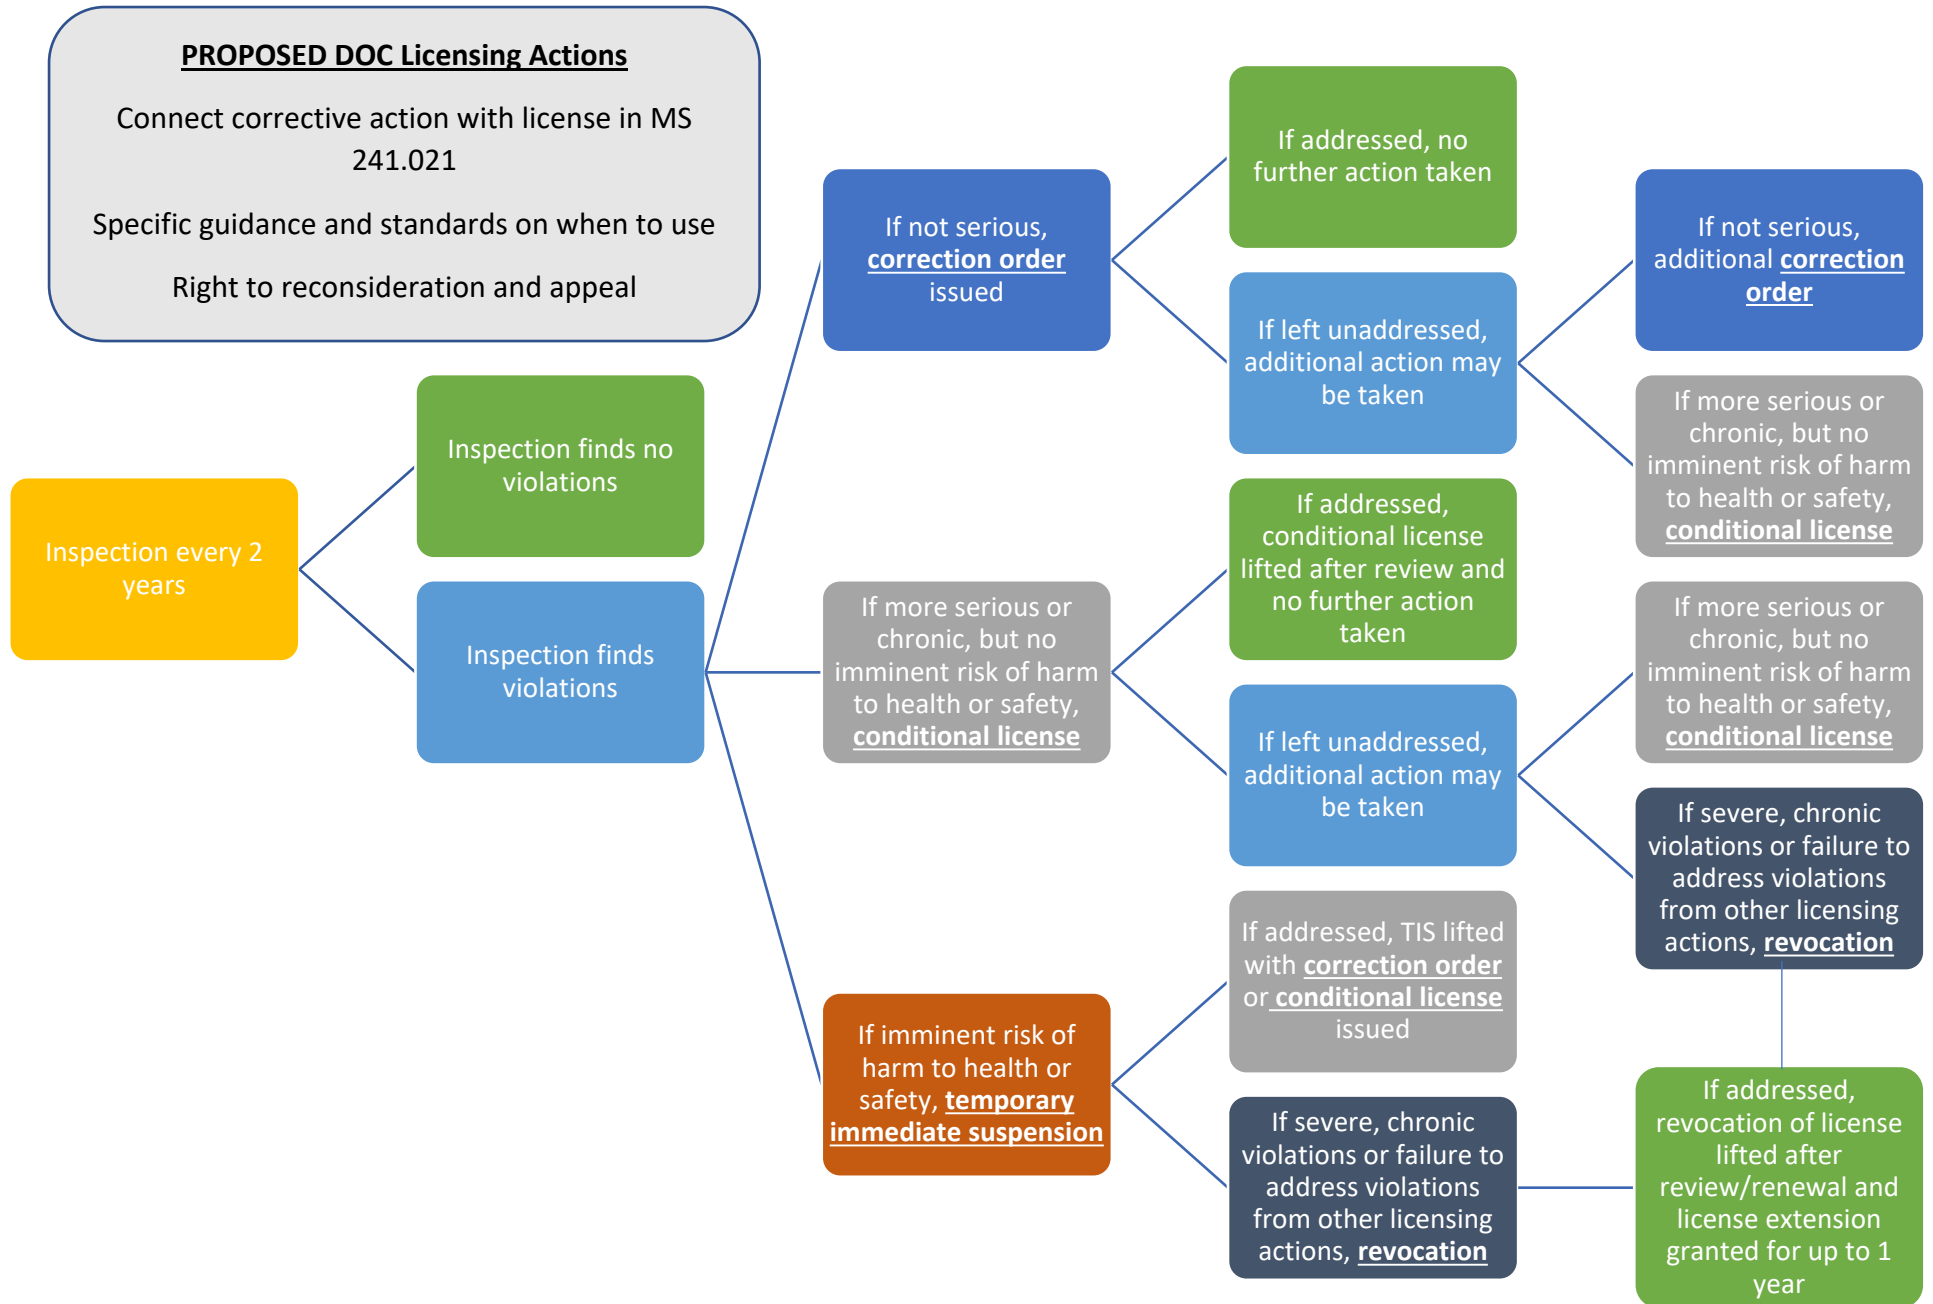 PROPOSED DOC Licensing Actions
Connect corrective action with license in MS
241.021
Specific guidance and standards on when to use
Right to reconsideration and appeal
Inspection every 2
years
Inspection finds no
violations
Inspection finds
violations
If not serious,
correction order
issued
If more serious or
chronic, but no
imminent risk of harm
to health or safety,
conditional license
If imminent risk of
harm to health or
safety, temporary
immediate suspension
If addressed, no
further action taken
If left unaddressed,
additional action may
be taken
If addressed,
conditional license
lifted after review and
no further action
taken
If left unaddressed,
additional action may
be taken
If addressed, TIS lifted
with correction order
or conditional license
issued
If severe, chronic
violations or failure to
address violations
from other licensing
actions, revocation
If not serious,
additional correction
order
If more serious or
chronic, but no
imminent risk of harm
to health or safety,
conditional license
If more serious or
chronic, but no
imminent risk of harm
to health or safety,
conditional license
If severe, chronic
violations or failure to
address violations
from other licensing
actions, revocation
If addressed,
revocation of license
lifted after
review/renewal and
license extension
granted for up to 1
year